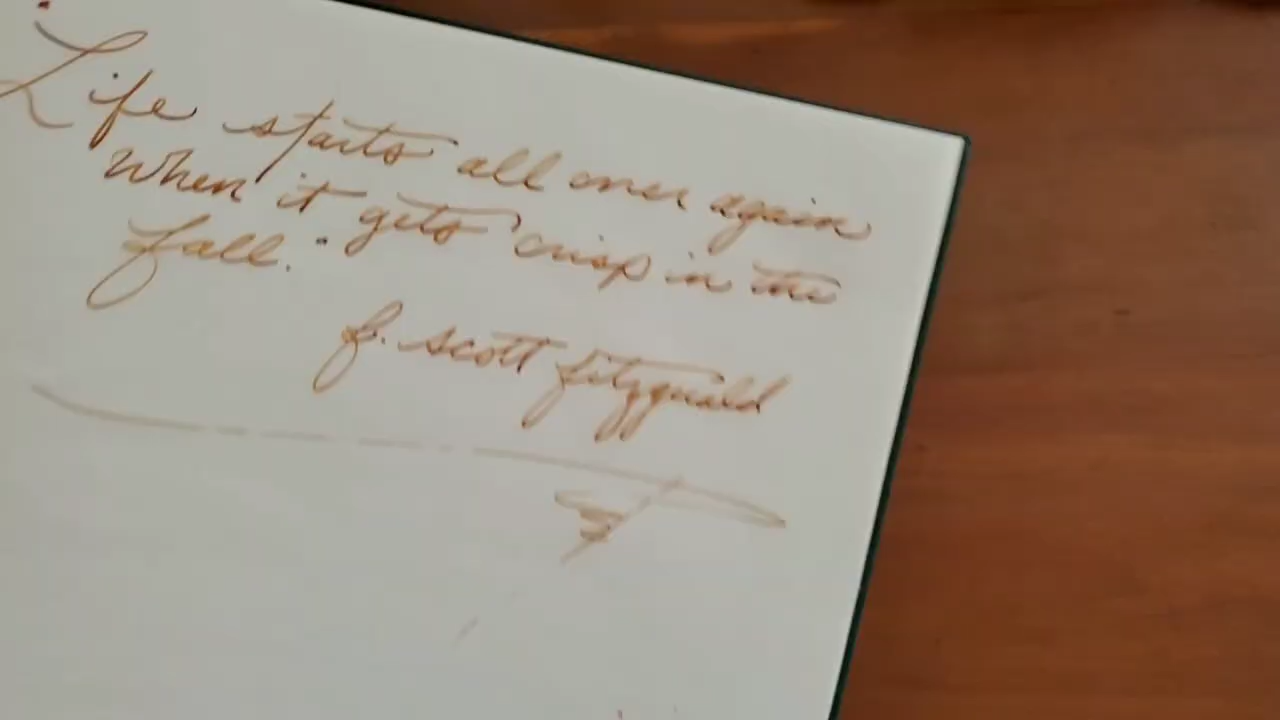 Life starts all over again
when it gets crisp in the
fall."
f. scott fitzgerald